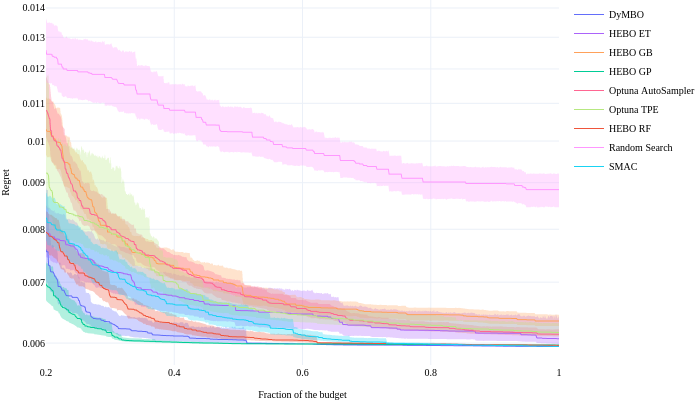 0.014
0.013
0.012
0.011
0.01
0.009
0.008
0.007
0.006
Regret
0.2
0.4
0.6
0.8
1
Fraction of the budget
DyMBO
HEBO ET
HEBO GB
HEBO GP
Optuna AutoSampler
Optuna TPE
HEBO RF
Random Search
SMAC